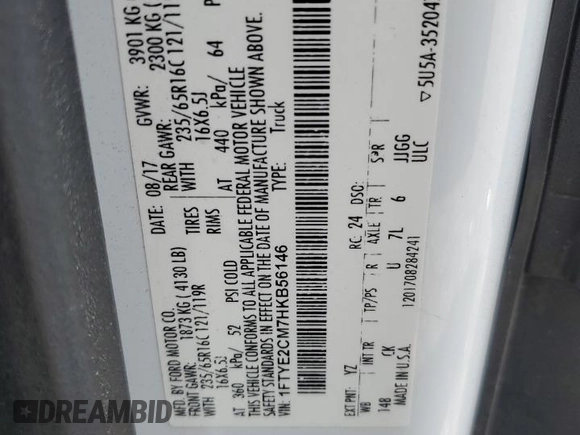 MFD. BY FORD MOTOR CO.
DATE: 08/17 GVWR: 3901 KG
FRONT GAWR: 1873 KG ( 4130 LB) REAR GAWR: 2300 KG (
WITH 235/65R16C 121/119R TIRES WITH 235/65R16C 121/11
16X6.5J RIMS 16X6.5J
AT 360 kPa/ 52 PSI COLD AT 440 kPa/ 64 P
THIS VEHICLE CONFORMS TO ALL APPLICABLE FEDERAL MOTOR VEHICLE
SAFETY STANDARDS IN EFFECT ON THE DATE OF MANUFACTURE SHOWN ABOVE.
VIN: 1FTYE2CM7HKB56146 TYPE: Truck
EXT PNT: YZ RC: 24 DSO:
WB INT TR TP/PS R AXLE TR SPR
148 CK U 7L 6 JJGG
ULC
MADE IN U.S.A. 1201708284241
5U5A-35204
DREAMBID